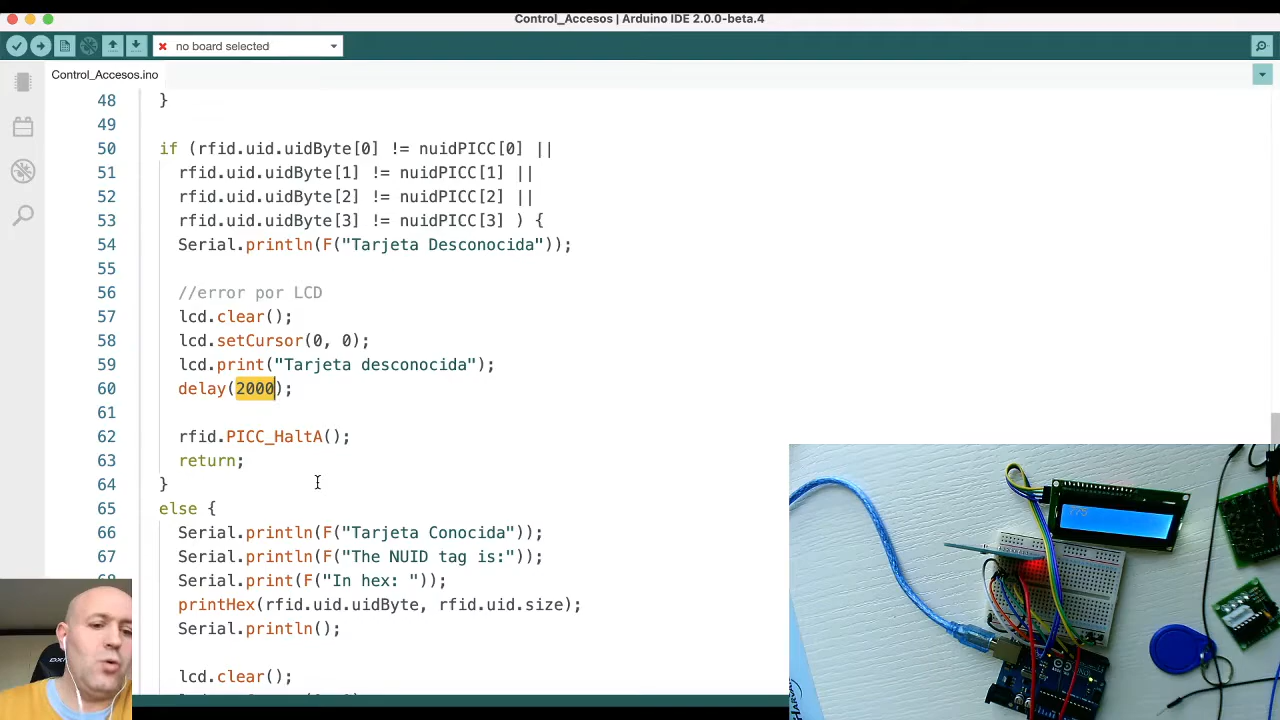 Control_Accesos | Arduino IDE 2.0.0-beta.4
no board selected
Control_Accesos.ino
48 }
49
50 if (rfid.uid.uidByte[0] != nuidPICC[0] ||
51 rfid.uid.uidByte[1] != nuidPICC[1] ||
52 rfid.uid.uidByte[2] != nuidPICC[2] ||
53 rfid.uid.uidByte[3] != nuidPICC[3] ) {
54 Serial.println(F("Tarjeta Desconocida"));
55
56 //error por LCD
57 lcd.clear();
58 lcd.setCursor(0, 0);
59 lcd.print("Tarjeta desconocida");
60 delay(2000);
61
62 rfid.PICC_HaltA();
63 return;
64 }
65 else {
66 Serial.println(F("Tarjeta Conocida"));
67 Serial.println(F("The NUID tag is:"));
Serial.print(F("In hex: "));
printHex(rfid.uid.uidByte, rfid.uid.size);
Serial.println();
lcd.clear();